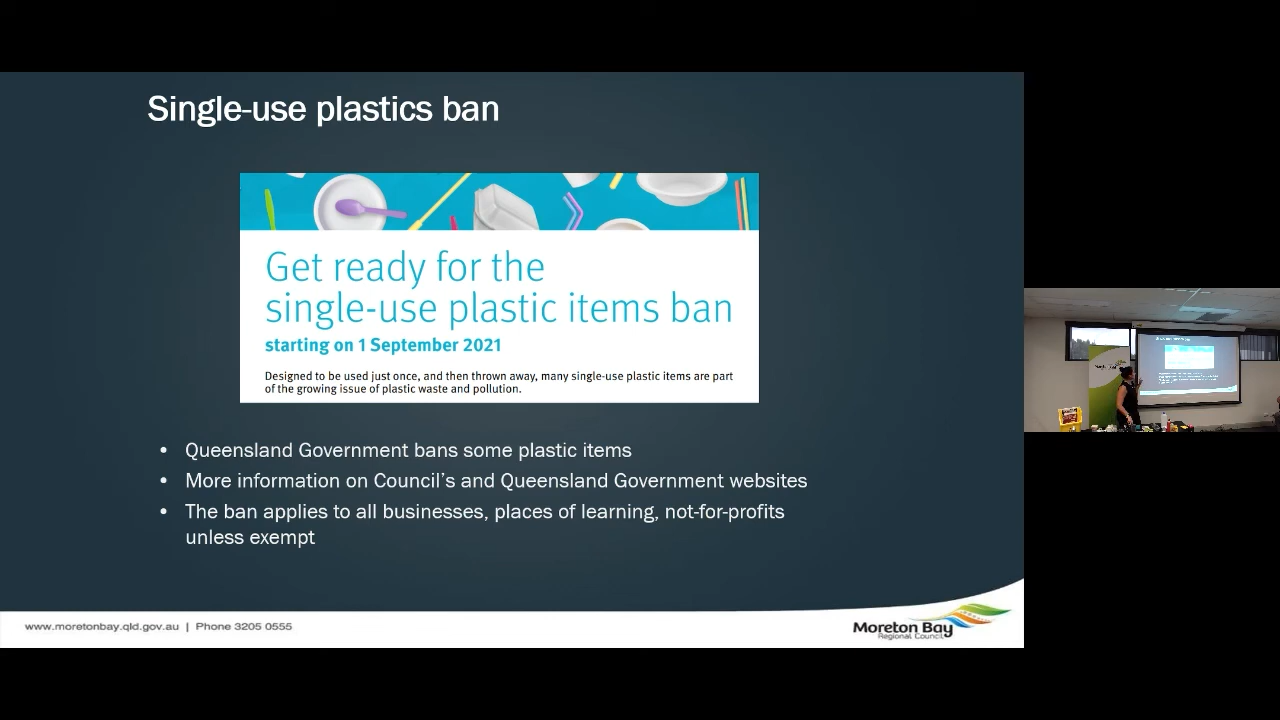 Single-use plastics ban
Get ready for the
single-use plastic items ban
starting on 1 September 2021
Designed to be used just once, and then thrown away, many single-use plastic items are part
of the growing issue of plastic waste and pollution.
• Queensland Government bans some plastic items
• More information on Council's and Queensland Government websites
• The ban applies to all businesses, places of learning, not-for-profits
unless exempt
www.moretonbay.qld.gov.au | Phone 3205 0555
Moreton Bay
Regional Council